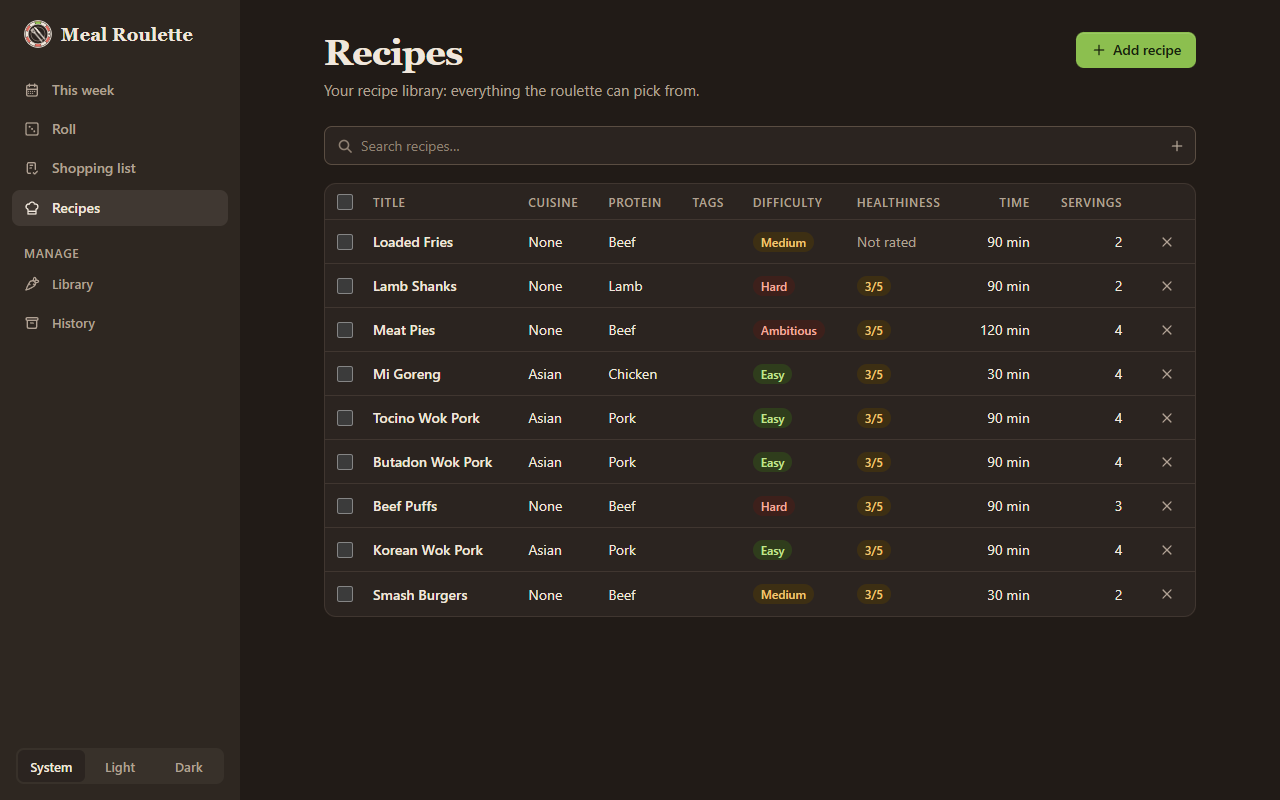 Meal Roulette
This week
Roll
Shopping list
Recipes
MANAGE
Library
History
System Light Dark
Recipes
Your recipe library: everything the roulette can pick from.
+ Add recipe
Search recipes...
TITLE CUISINE PROTEIN TAGS DIFFICULTY HEALTHINESS TIME SERVINGS
Loaded Fries None Beef Medium Not rated 90 min 2
Lamb Shanks None Lamb Hard 3/5 90 min 2
Meat Pies None Beef Ambitious 3/5 120 min 4
Mi Goreng Asian Chicken Easy 3/5 30 min 4
Tocino Wok Pork Asian Pork Easy 3/5 90 min 4
Butadon Wok Pork Asian Pork Easy 3/5 90 min 4
Beef Puffs None Beef Hard 3/5 90 min 3
Korean Wok Pork Asian Pork Easy 3/5 90 min 4
Smash Burgers None Beef Medium 3/5 30 min 2